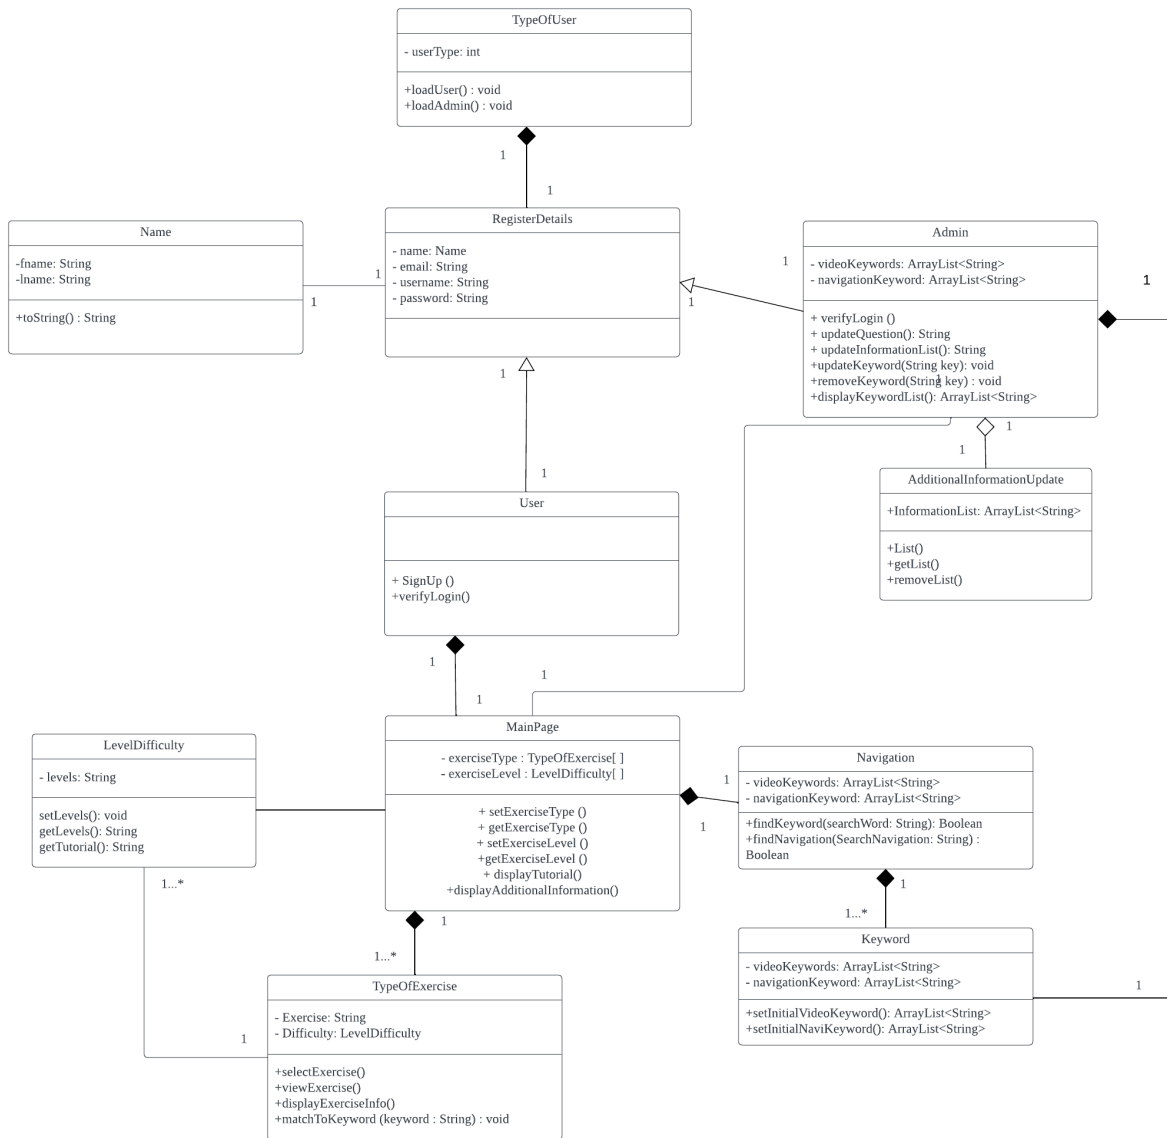 TypeOfUser
- userType: int
+loadUser() : void
+loadAdmin() : void
1
1
Name
-fname: String
-lname: String
+toString() : String
1
1
RegisterDetails
- name: Name
- email: String
- username: String
- password: String
1
1
1
1
Admin
- videoKeywords: ArrayList<String>
- navigationKeyword: ArrayList<String>
+ verifyLogin ()
+ updateQuestion(): String
+ updateInformationList(): String
+updateKeyword(String key): void
+removeKeyword(String key) : void
1
+displayKeywordList(): ArrayList<String>
1
1
1
AdditionalInformationUpdate
+InformationList: ArrayList<String>
+List()
+getList()
+removeList()
User
+ SignUp ()
+verifyLogin()
1
1
1
MainPage
- exerciseType : TypeOfExercise[ ]
- exerciseLevel : LevelDifficulty[ ]
+ setExerciseType ()
+ getExerciseType ()
+ setExerciseLevel ()
+getExerciseLevel ()
+ displayTutorial()
+displayAdditionalInformation()
LevelDifficulty
- levels: String
setLevels(): void
getLevels(): String
getTutorial(): String
1...*
1
1
1...*
TypeOfExercise
- Exercise: String
- Difficulty: LevelDifficulty
+selectExercise()
+viewExercise()
+displayExerciseInfo()
+matchToKeyword (keyword : String) : void
1
1
Navigation
- videoKeywords: ArrayList<String>
- navigationKeyword: ArrayList<String>
+findKeyword(searchWord: String): Boolean
+findNavigation(SearchNavigation: String) :
Boolean
1
1...*
Keyword
- videoKeywords: ArrayList<String>
- navigationKeyword: ArrayList<String>
+setInitialVideoKeyword(): ArrayList<String>
+setInitialNaviKeyword(): ArrayList<String>
1